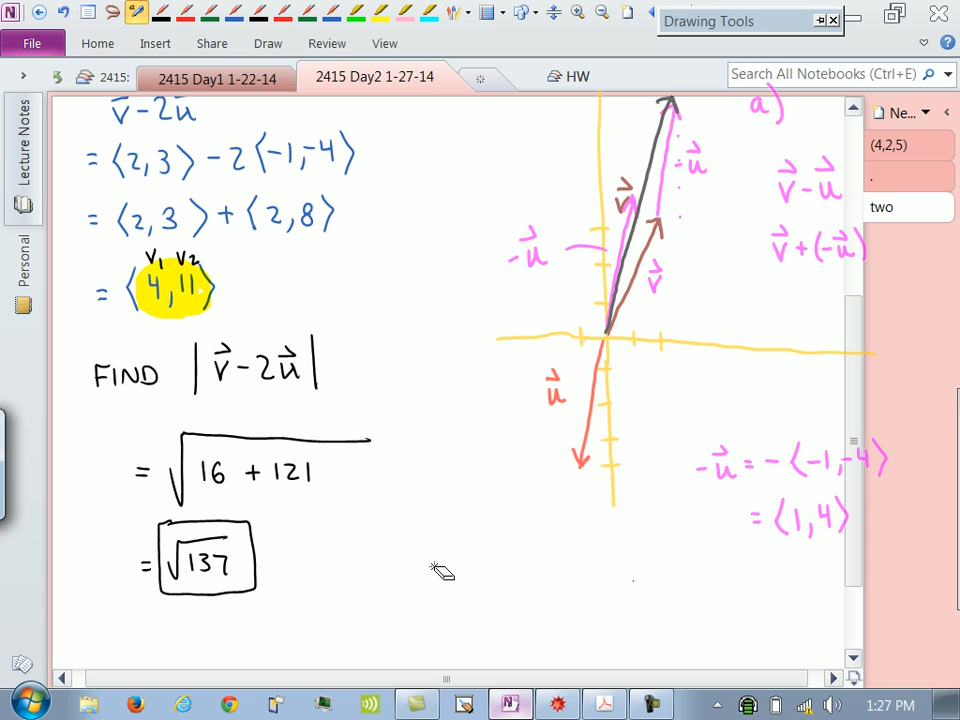 Drawing Tools
File
Home
Insert
Share
Draw
Review
View
2415:
2415 Day1 1-22-14
2415 Day2 1-27-14
HW
Search All Notebooks (Ctrl+E)
Lecture Notes
Personal
Ne...
(4,2,5)
.
two
v⃗ - 2u⃗
= ⟨2,3⟩ - 2⟨-1,-4⟩
= ⟨2,3⟩ + ⟨2,8⟩
v₁ v₂
= ⟨4,11⟩
FIND |v⃗ - 2u⃗|
= √16 + 121
= √137
a)
-u⃗
v⃗
v⃗ - u⃗
-u⃗
v⃗
v⃗ + (-u⃗)
u⃗
-u⃗ = -⟨-1,-4⟩
= ⟨1,4⟩
1:27 PM